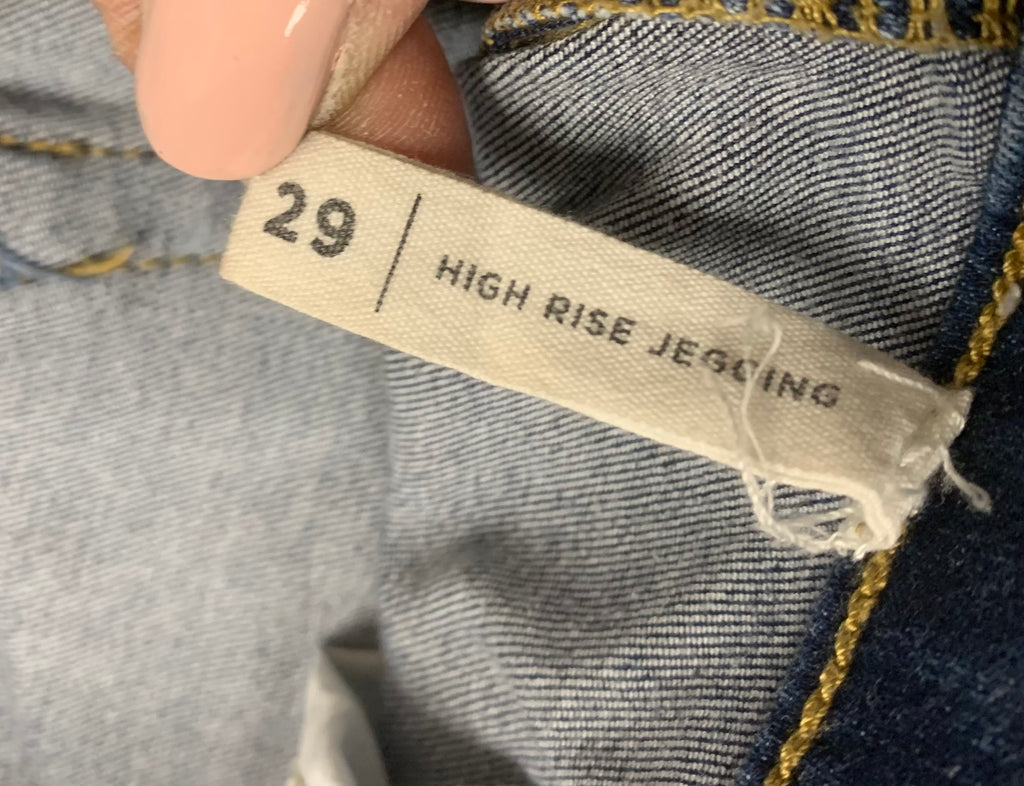 29 | HIGH RISE JEGGING